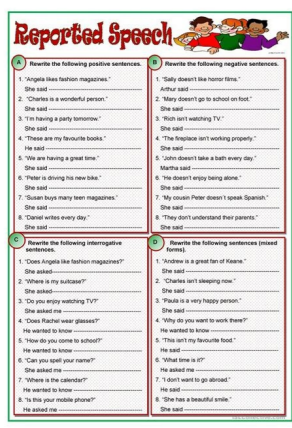 Reported Speech
A Rewrite the following positive sentences.
1. "Angela likes fashion magazines."
She said ------------------------------
2. "Charles is a wonderful person."
She said ------------------------------
3. "I'm having a party tomorrow."
She said ------------------------------
4. "These are my favourite books."
He said ------------------------------
5. "We are having a great time."
She said ------------------------------
6. "Peter is driving his new bike."
She said ------------------------------
7. "Susan buys many teen magazines."
She said ------------------------------
8. "Daniel writes every day."
She said ------------------------------
B Rewrite the following negative sentences.
1. "Sally doesn't like horror films."
Arthur said ------------------------------
2. "Mary doesn't go to school on foot."
She said ------------------------------
3. "Rich isn't watching TV."
She said ------------------------------
4. "The fireplace isn't working properly."
She said ------------------------------
5. "John doesn't take a bath every day."
Martha said ------------------------------
6. "He doesn't enjoy being alone."
She said ------------------------------
7. "My cousin Peter doesn't speak Spanish."
She said ------------------------------
8. "They don't understand their parents."
She said ------------------------------
C Rewrite the following interrogative
sentences.
1. "Does Angela like fashion magazines?"
She asked------------------------------
2. "Where is my suitcase?"
She asked------------------------------
3. "Do you enjoy watching TV?"
She asked me ------------------------------
4. "Does Rachel wear glasses?"
He wanted to know ------------------------------
5. "How do you come to school?"
He wanted to know ------------------------------
6. "Can you spell your name?"
She asked me ------------------------------
7. "Where is the calendar?"
He wanted to know ------------------------------
8. "Is this your mobile phone?"
He asked me ------------------------------
D Rewrite the following sentences (mixed
forms).
1. "Andrew is a great fan of Keane."
She said ------------------------------
2. "Charles isn't sleeping now."
She said ------------------------------
3. "Paula is a very happy person."
She said ------------------------------
4. "Why do you want to work there?"
He wanted to know ------------------------------
5. "This isn't my favourite food."
He said ------------------------------
6. "What time is it?"
He asked me ------------------------------
7. "I don't want to go abroad."
He said ------------------------------
8. "She has a beautiful smile."
She said ------------------------------